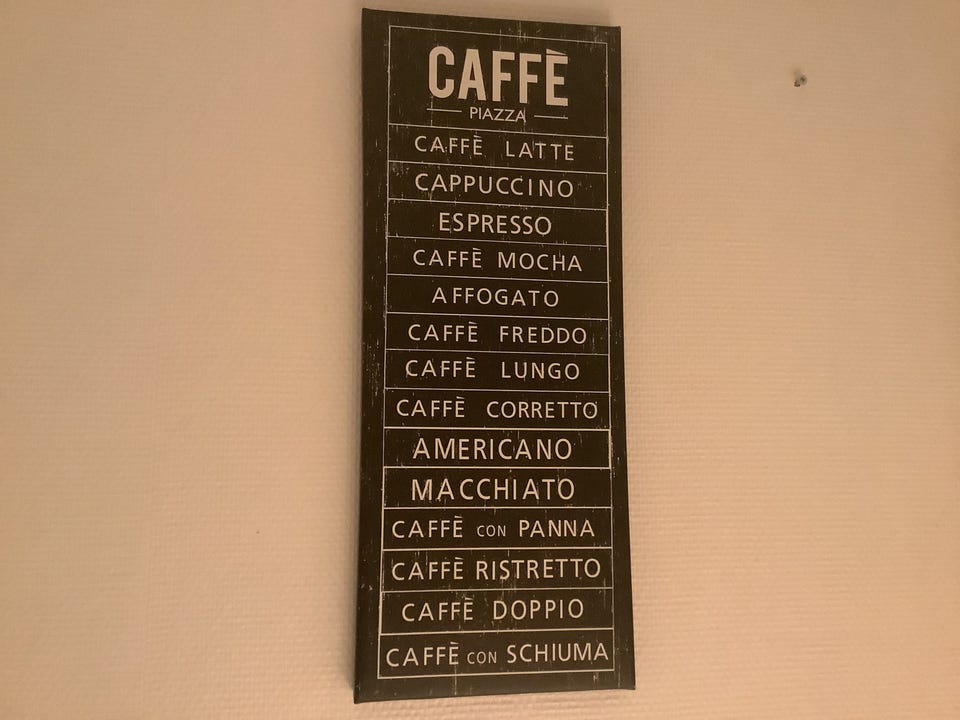 CAFFÈ
PIAZZA
CAFFÈ LATTE
CAPPUCCINO
ESPRESSO
CAFFÈ MOCHA
AFFOGATO
CAFFÈ FREDDO
CAFFÈ LUNGO
CAFFÈ CORRETTO
AMERICANO
MACCHIATO
CAFFÈ CON PANNA
CAFFÈ RISTRETTO
CAFFÈ DOPPIO
CAFFÈ CON SCHIUMA